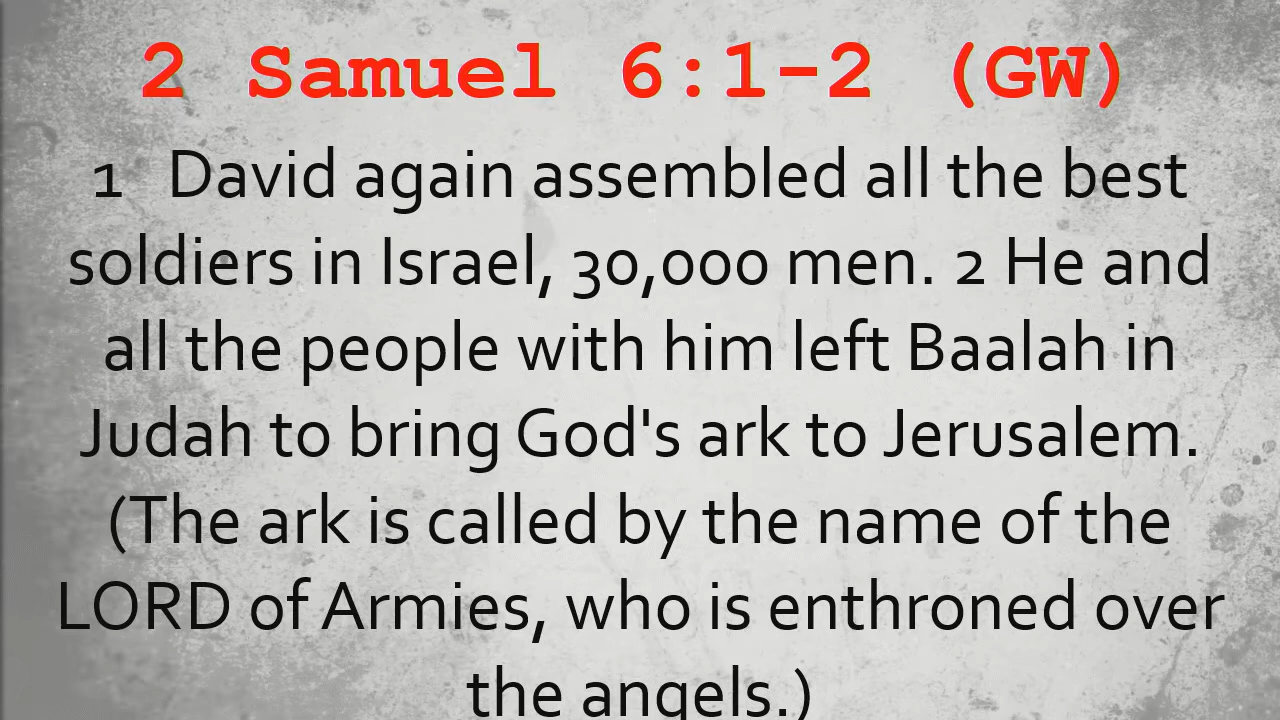 2 Samuel 6:1-2 (GW)
1 David again assembled all the best
soldiers in Israel, 30,000 men. 2 He and
all the people with him left Baalah in
Judah to bring God's ark to Jerusalem.
(The ark is called by the name of the
LORD of Armies, who is enthroned over
the angels.)